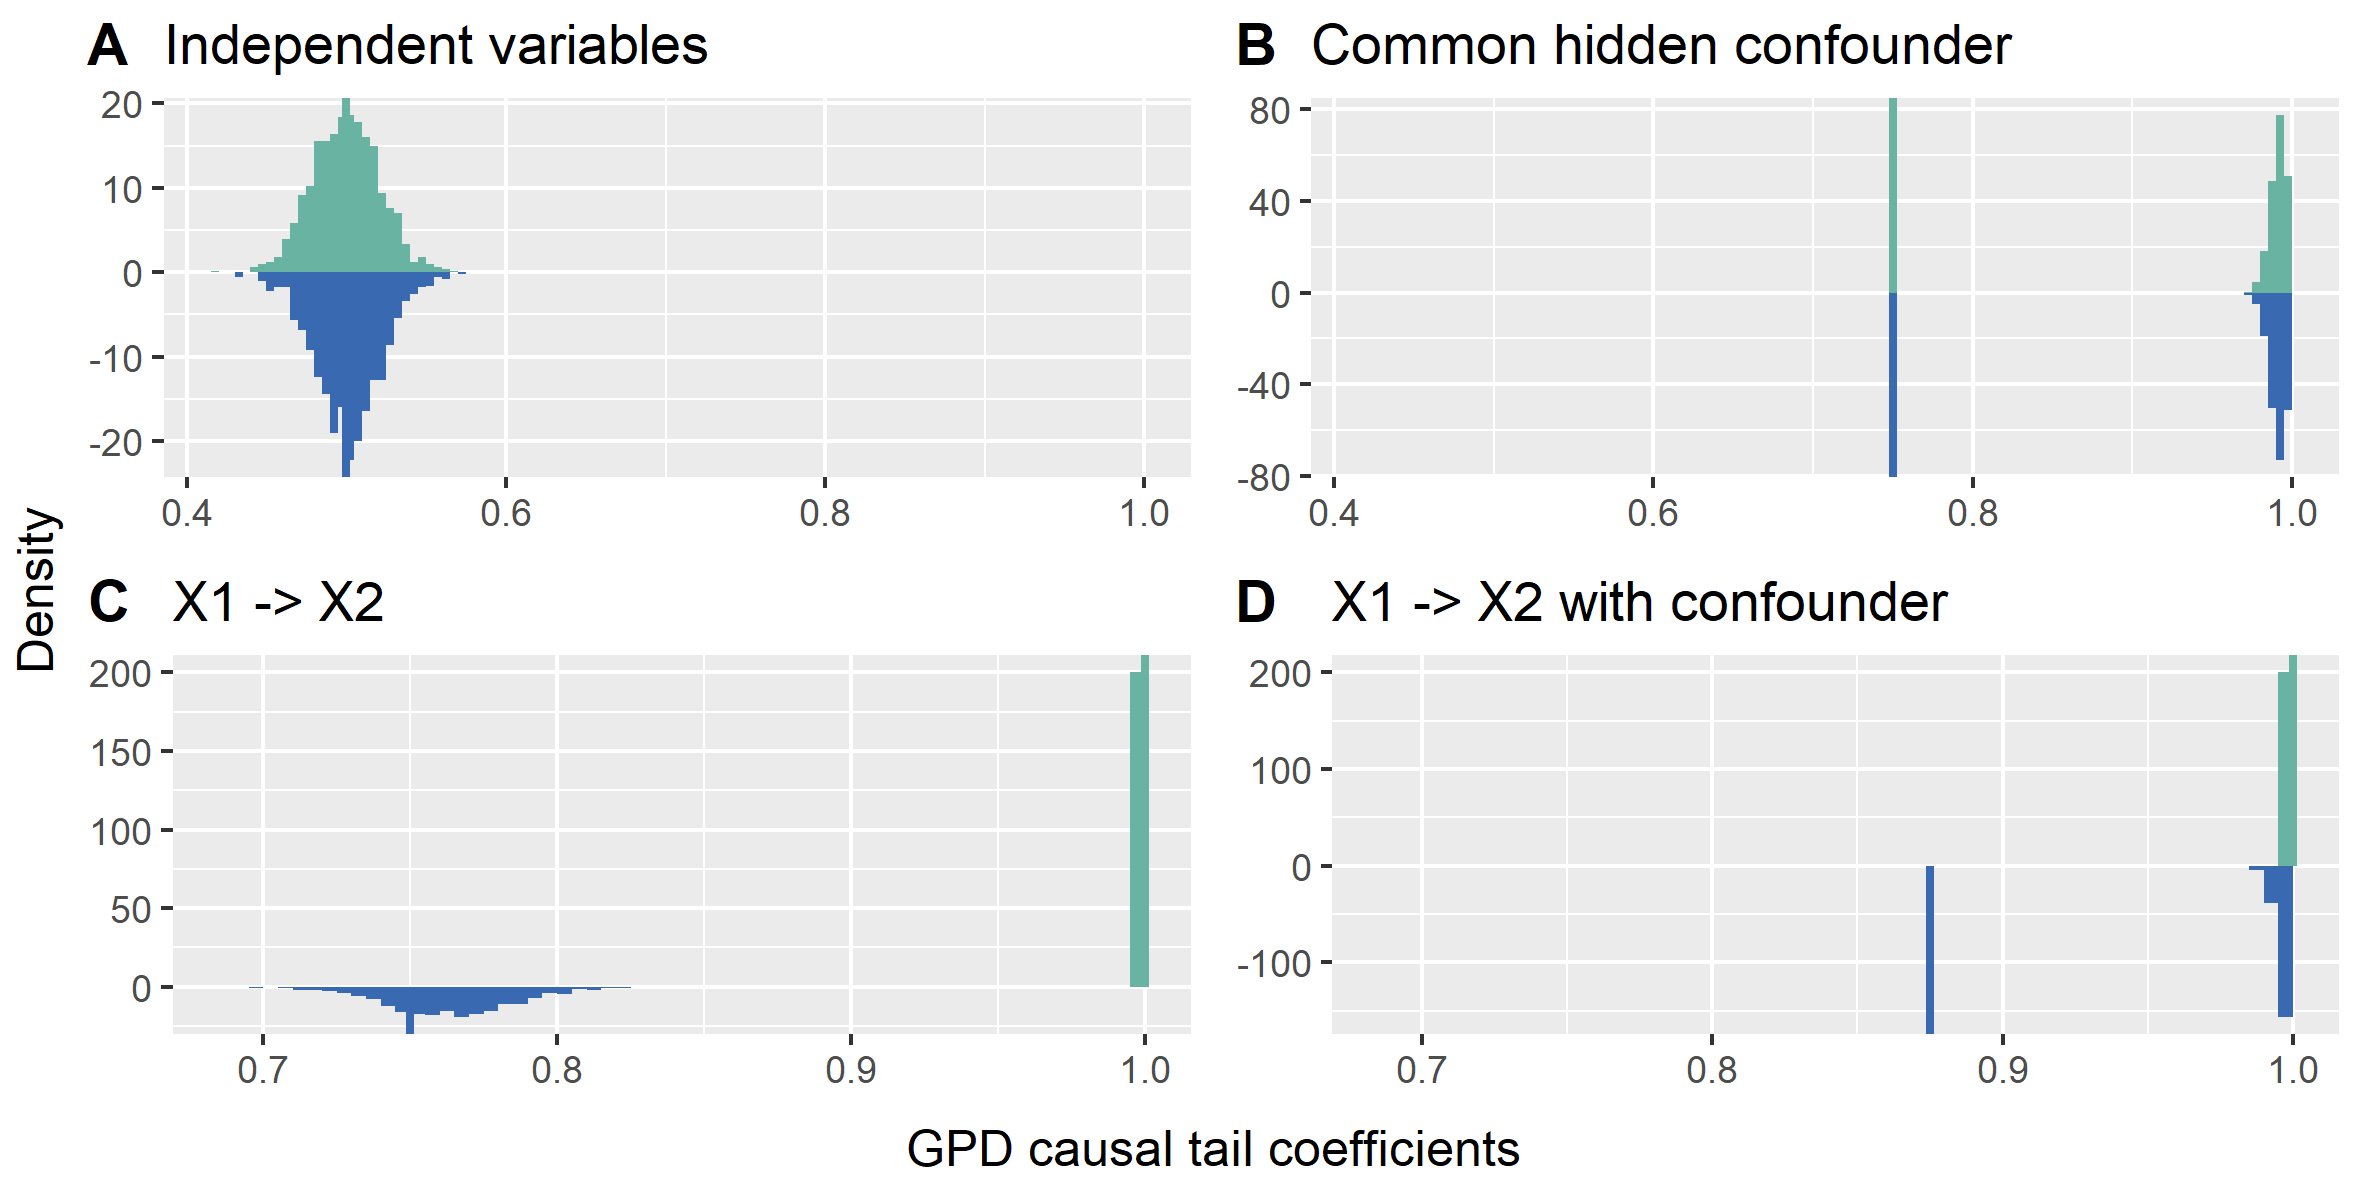 A Independent variables
20
10
0
-10
-20
0.4 0.6 0.8 1.0
B Common hidden confounder
80
40
0
-40
-80
0.4 0.6 0.8 1.0
Density
C X1 -> X2
200
150
100
50
0
0.7 0.8 0.9 1.0
D X1 -> X2 with confounder
200
100
0
-100
0.7 0.8 0.9 1.0
GPD causal tail coefficients